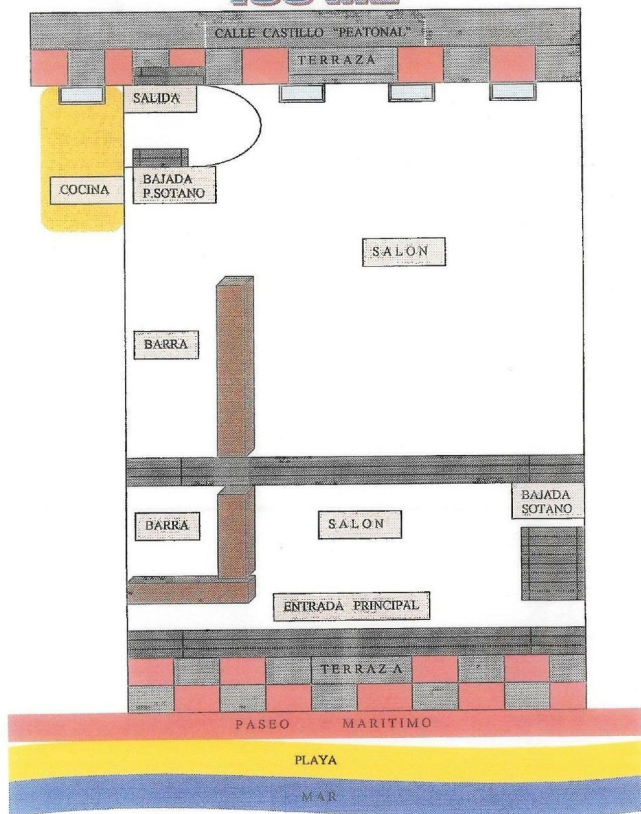 CALLE CASTILLO "PEATONAL"
TERRAZA
SALIDA
COCINA
BAJADA
P.SOTANO
SALON
BARRA
BAJADA
SOTANO
BARRA
SALON
ENTRADA PRINCIPAL
TERRAZA
PASEO MARITIMO
PLAYA
MAR